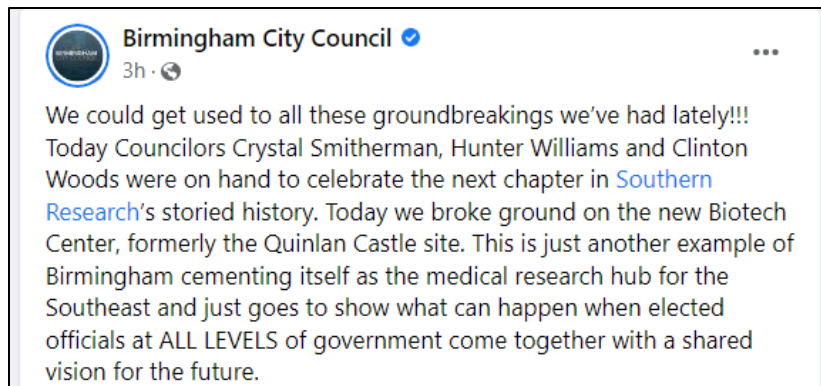 Birmingham City Council
3h ·
We could get used to all these groundbreakings we've had lately!!!
Today Councilors Crystal Smitherman, Hunter Williams and Clinton
Woods were on hand to celebrate the next chapter in Southern
Research's storied history. Today we broke ground on the new Biotech
Center, formerly the Quinlan Castle site. This is just another example of
Birmingham cementing itself as the medical research hub for the
Southeast and just goes to show what can happen when elected
officials at ALL LEVELS of government come together with a shared
vision for the future.